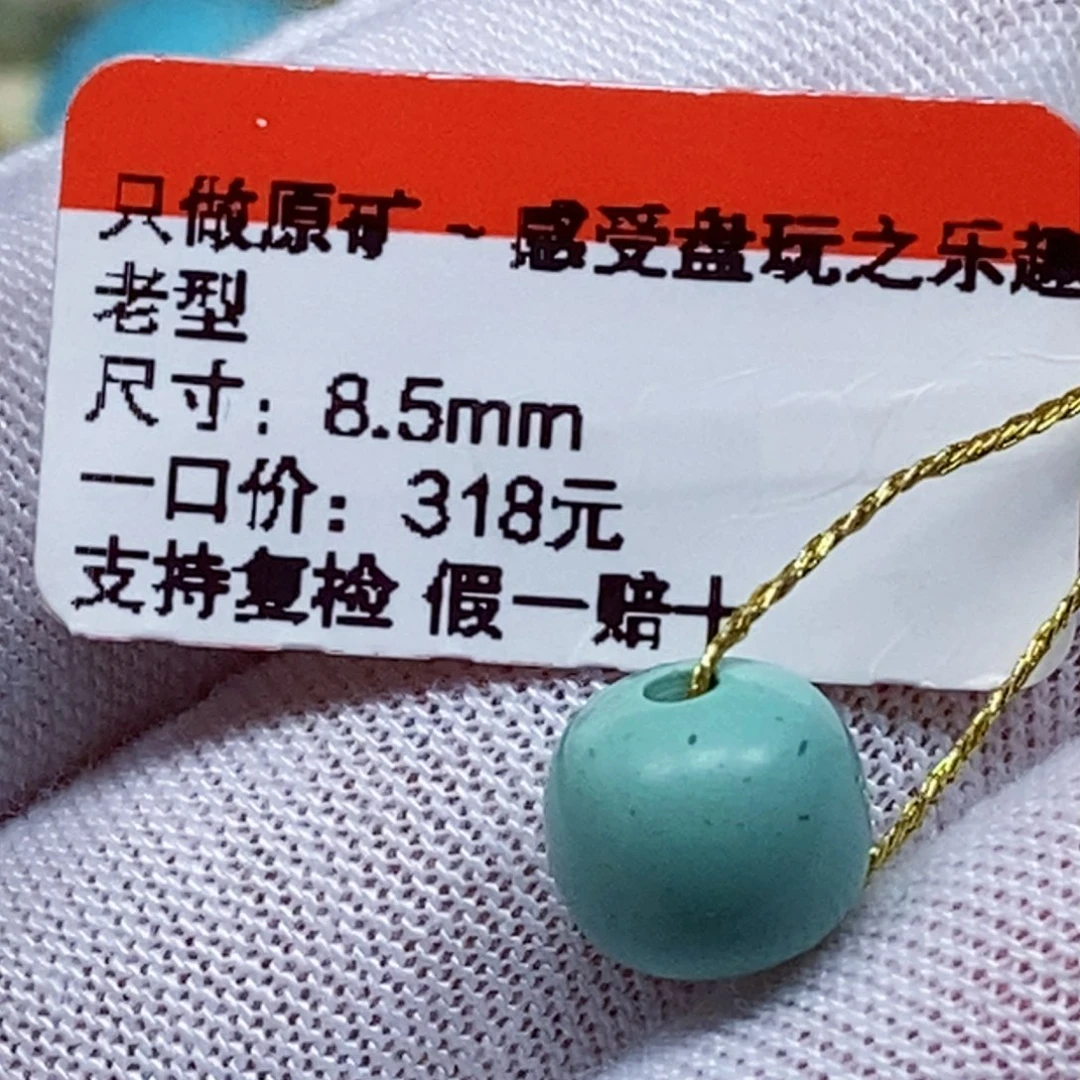 只做原矿 ~ 感受盘玩之乐趣
老型
尺寸：8.5mm
一口价：318元
支持复检 假一赔十